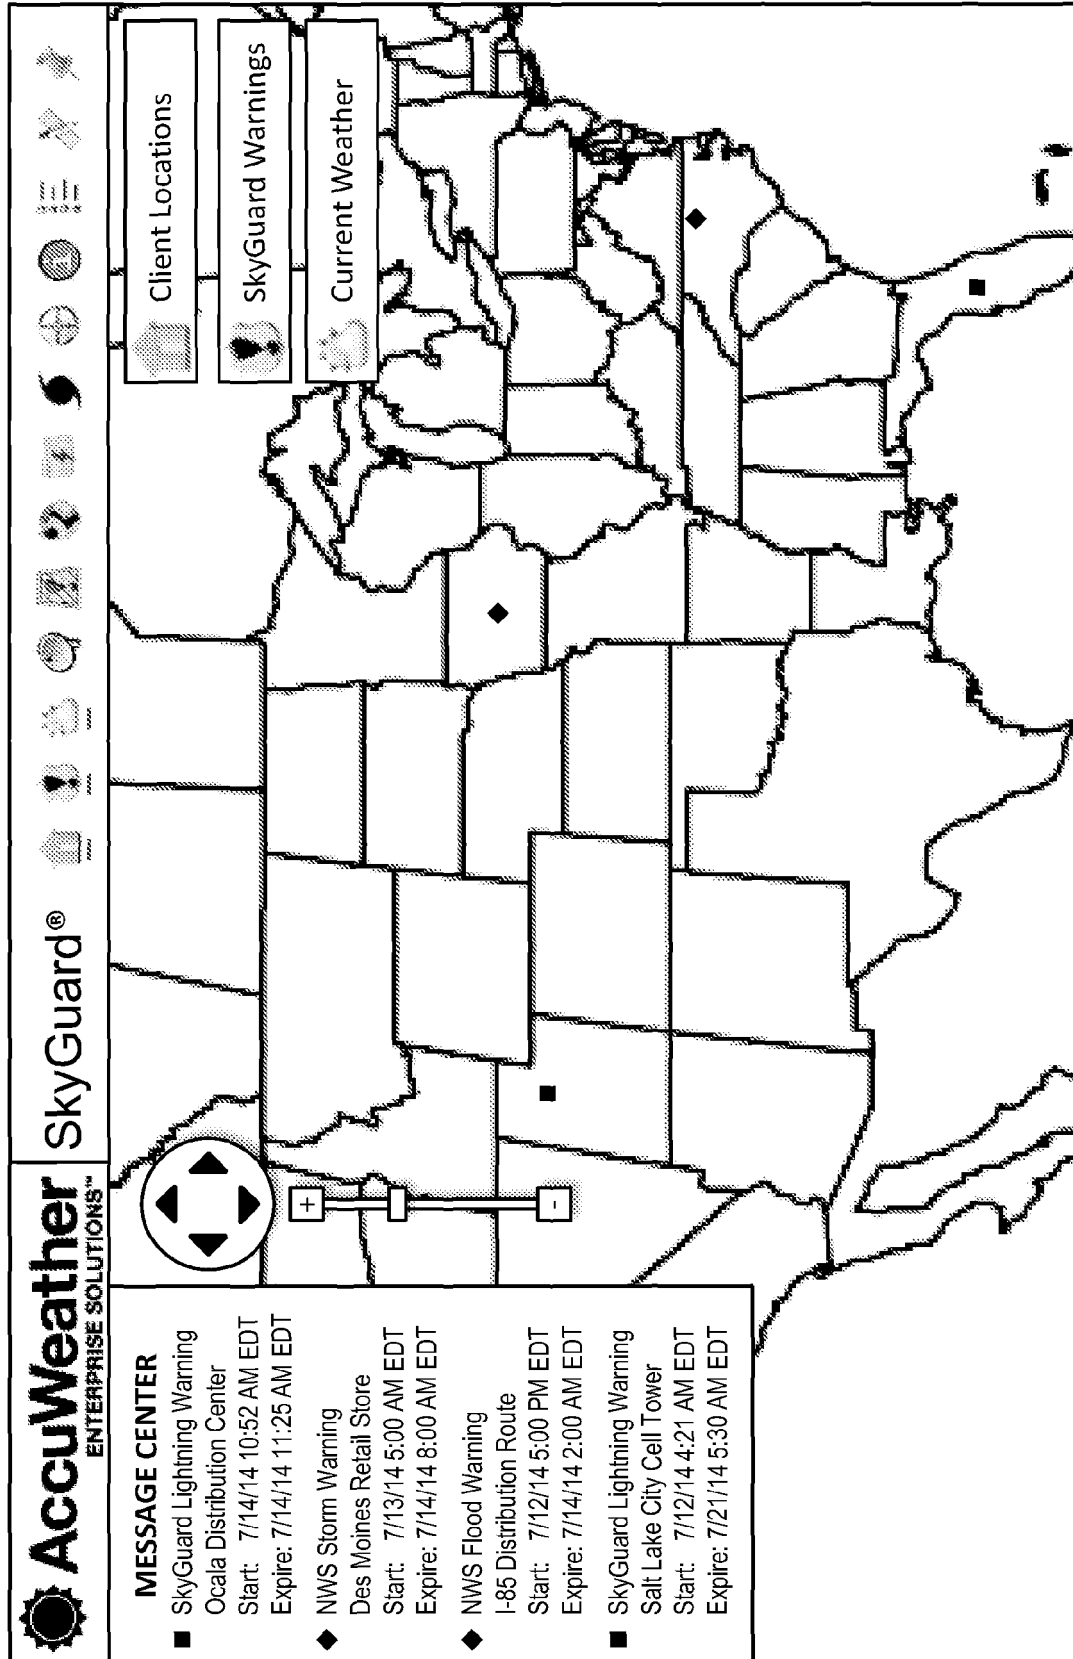 AccuWeather
ENTERPRISE SOLUTIONS™
SkyGuard®
Client Locations
SkyGuard Warnings
Current Weather
+
-
MESSAGE CENTER
■ SkyGuard Lightning Warning
Ocala Distribution Center
Start: 7/14/14 10:52 AM EDT
Expire: 7/14/14 11:25 AM EDT
◆ NWS Storm Warning
Des Moines Retail Store
Start: 7/13/14 5:00 AM EDT
Expire: 7/14/14 8:00 AM EDT
◆ NWS Flood Warning
I-85 Distribution Route
Start: 7/12/14 5:00 PM EDT
Expire: 7/14/14 2:00 AM EDT
■ SkyGuard Lightning Warning
Salt Lake City Cell Tower
Start: 7/12/14 4:21 AM EDT
Expire: 7/21/14 5:30 AM EDT